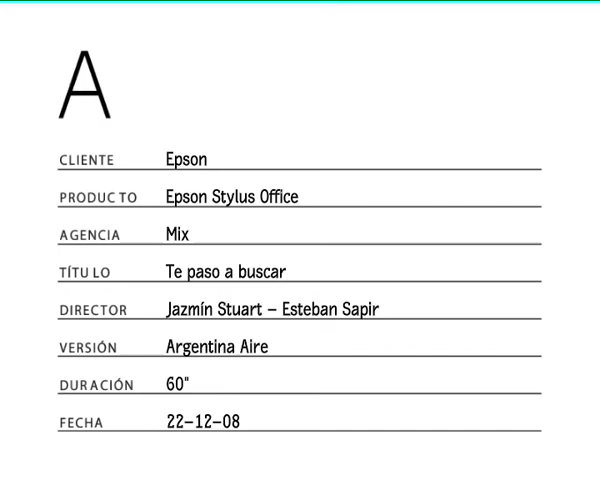 A
CLIENTE Epson
PRODUCTO Epson Stylus Office
AGENCIA Mix
TÍTULO Te paso a buscar
DIRECTOR Jazmín Stuart – Esteban Sapir
VERSIÓN Argentina Aire
DURACIÓN 60"
FECHA 22–12–08